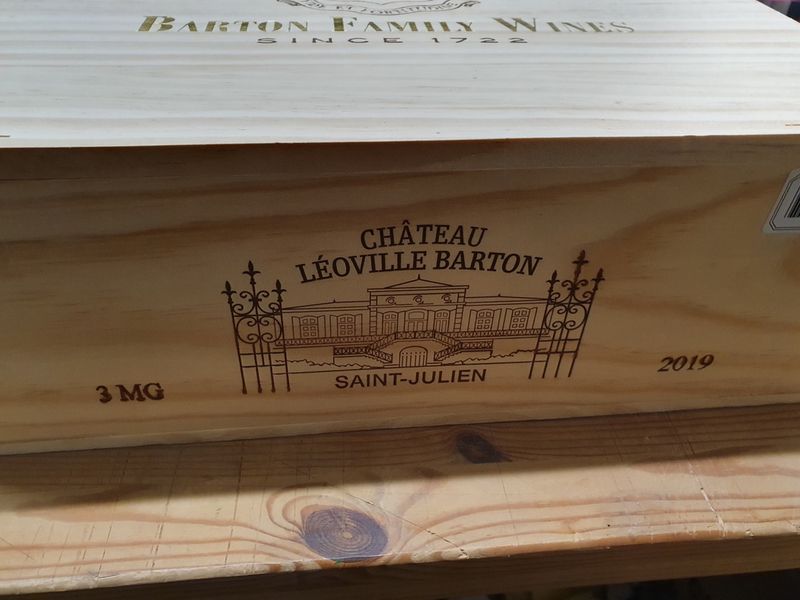 BARTON FAMILY WINES
SINCE 1722
CHÂTEAU
LÉOVILLE BARTON
SAINT-JULIEN
3 MG
2019